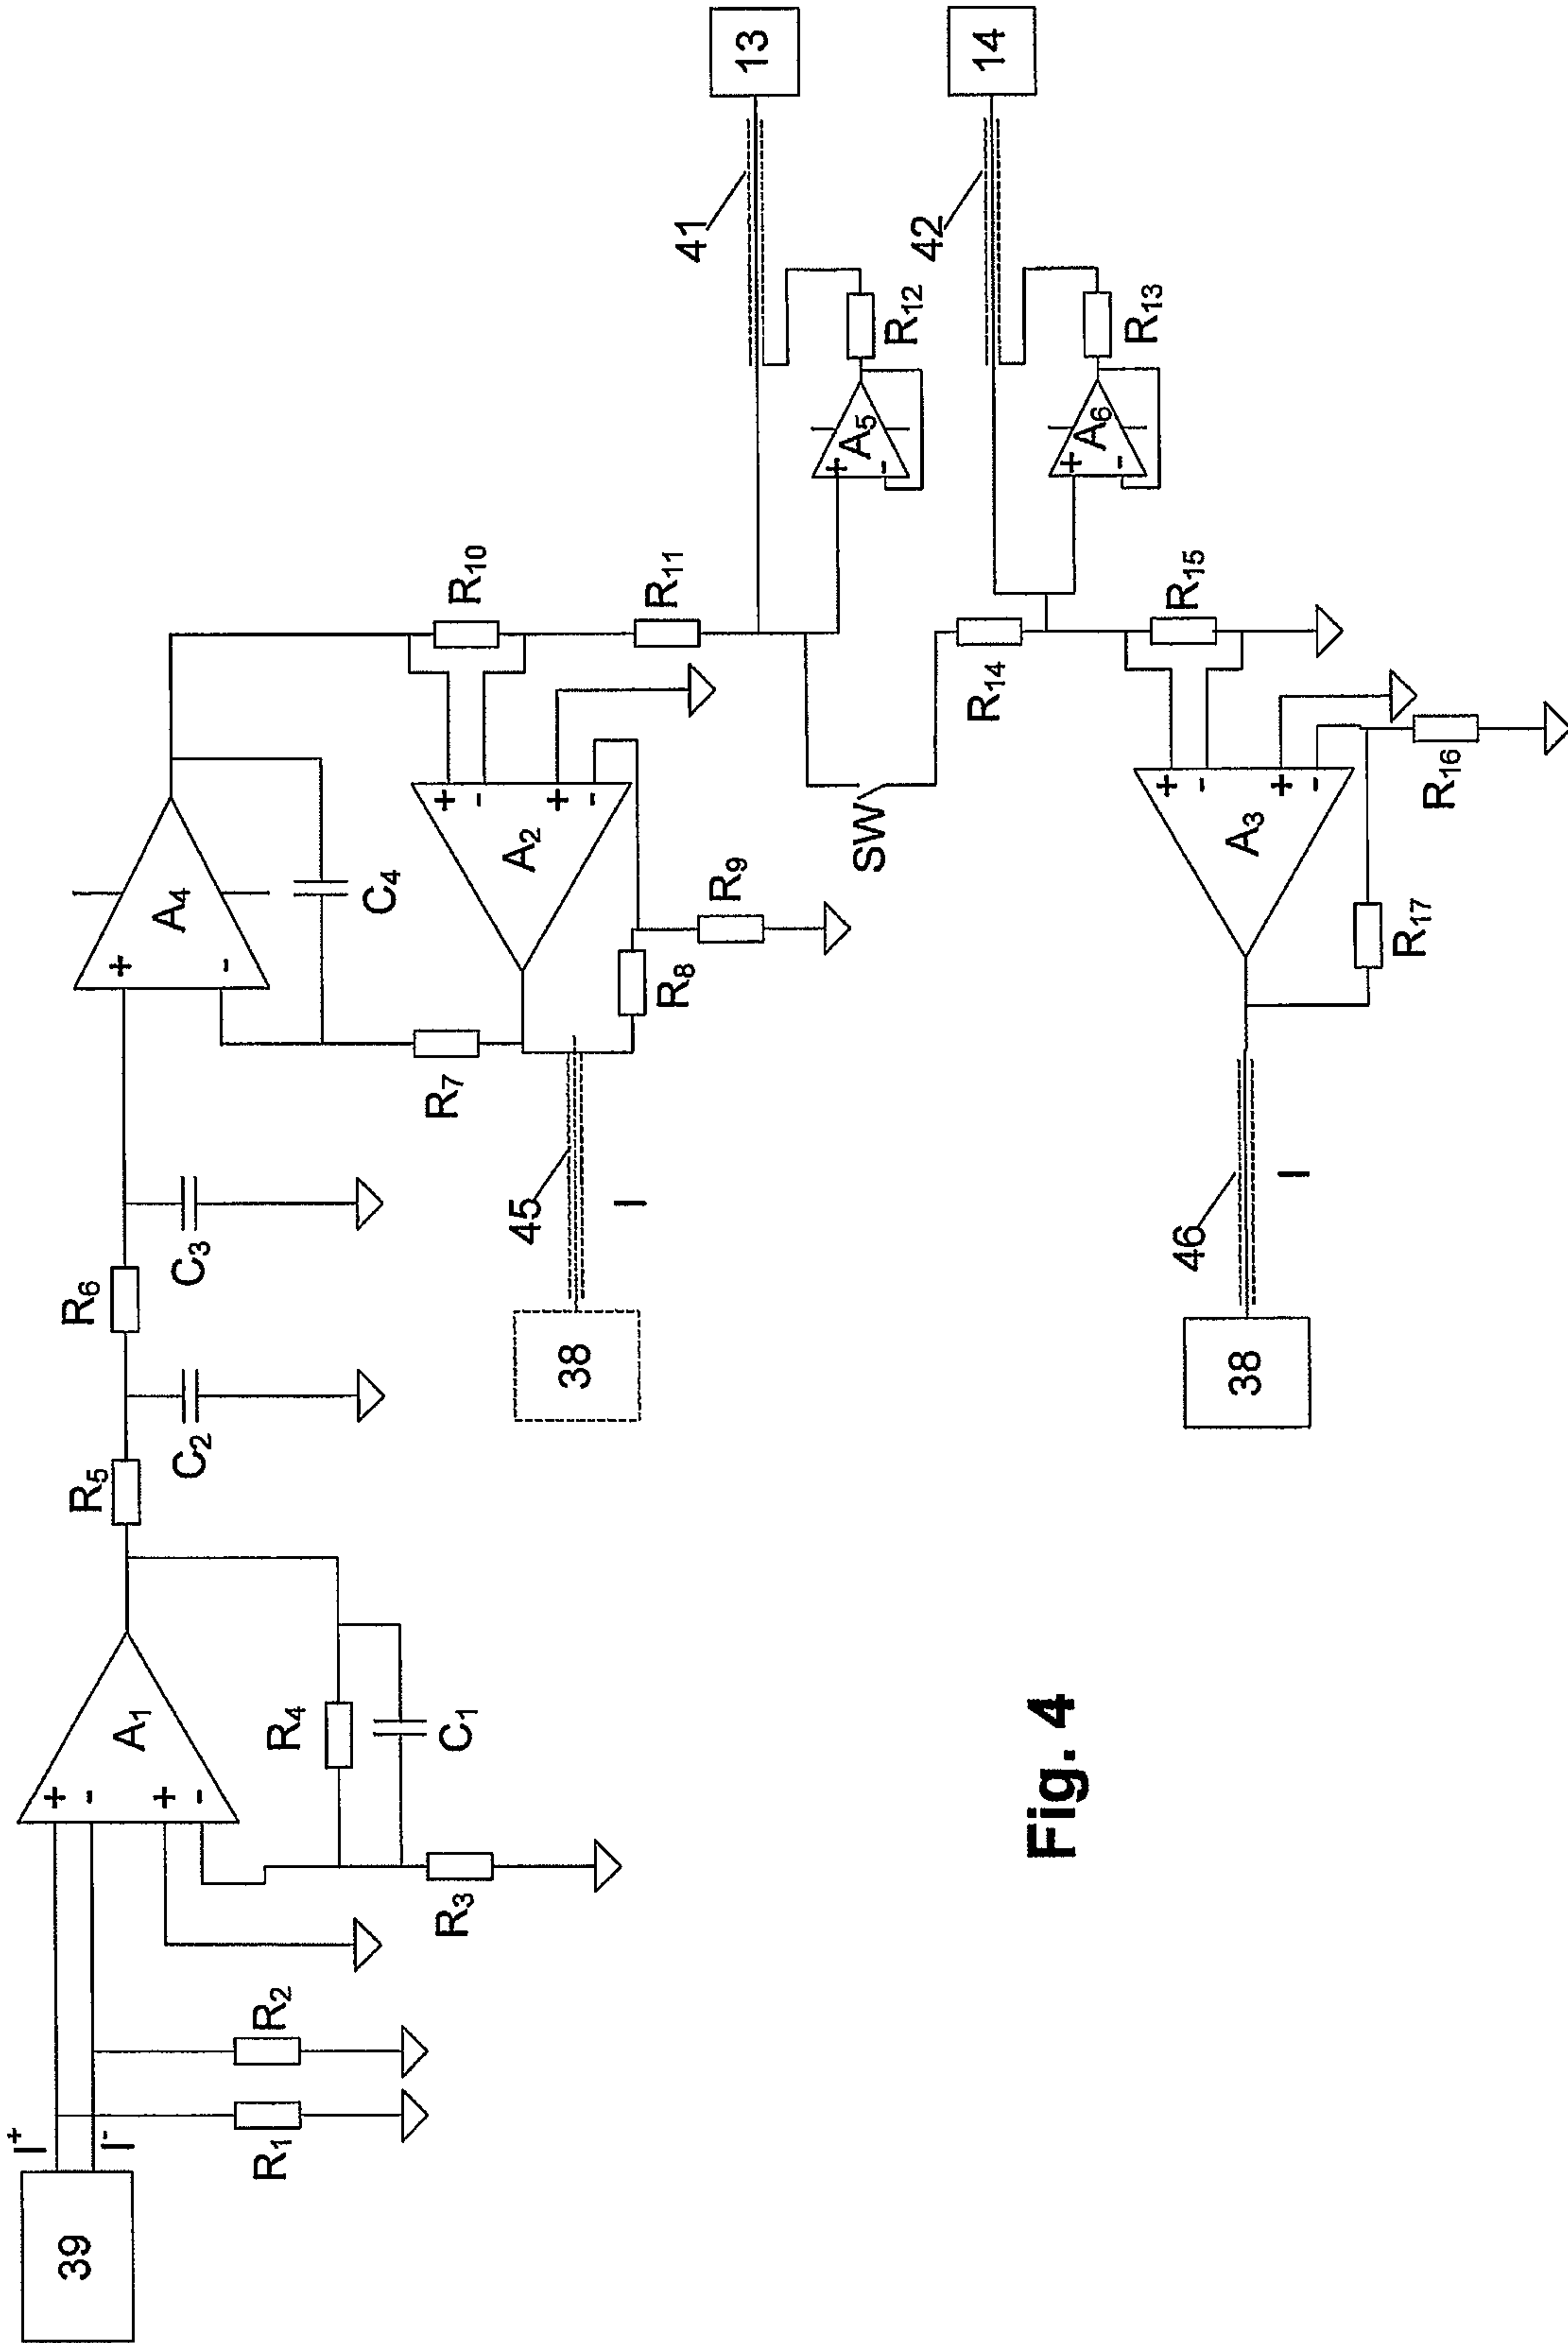 39
I+
I-
R1
R2
+
-
+
-
A1
R3
R4
C1
R5
C2
R6
C3
+
-
A4
C4
R7
A2
+
-
+
-
R8
R9
45
I
38
R10
R11
41
13
+
-
A5
R12
SW
42
14
+
-
A6
R13
R14
R15
A3
+
-
+
-
R16
R17
46
I
38
Fig. 4